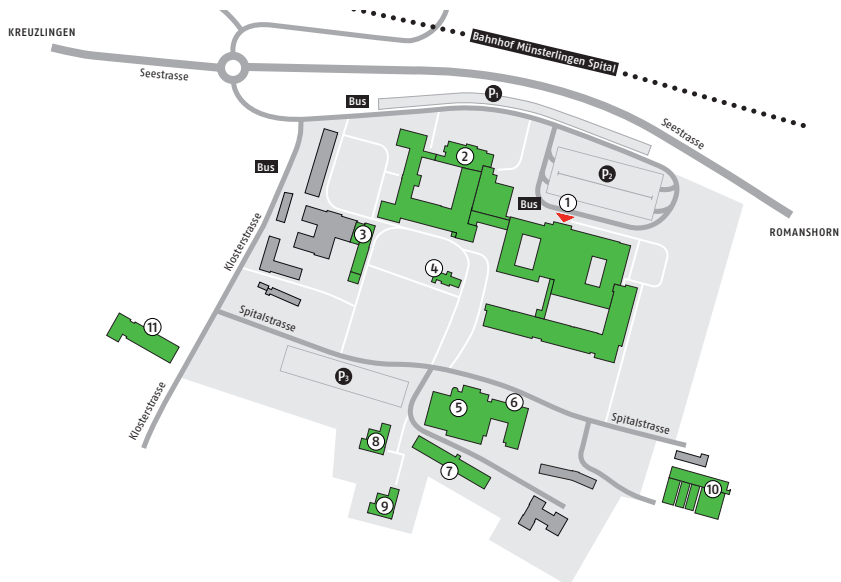 KREUZLINGEN
Bahnhof Münsterlingen Spital
Seestrasse
Bus
P1
Seestrasse
Bus
2
P2
Bus
1
ROMANSHORN
3
Klosterstrasse
4
11
Spitalstrasse
P3
Klosterstrasse
5
6
Spitalstrasse
8
7
10
9